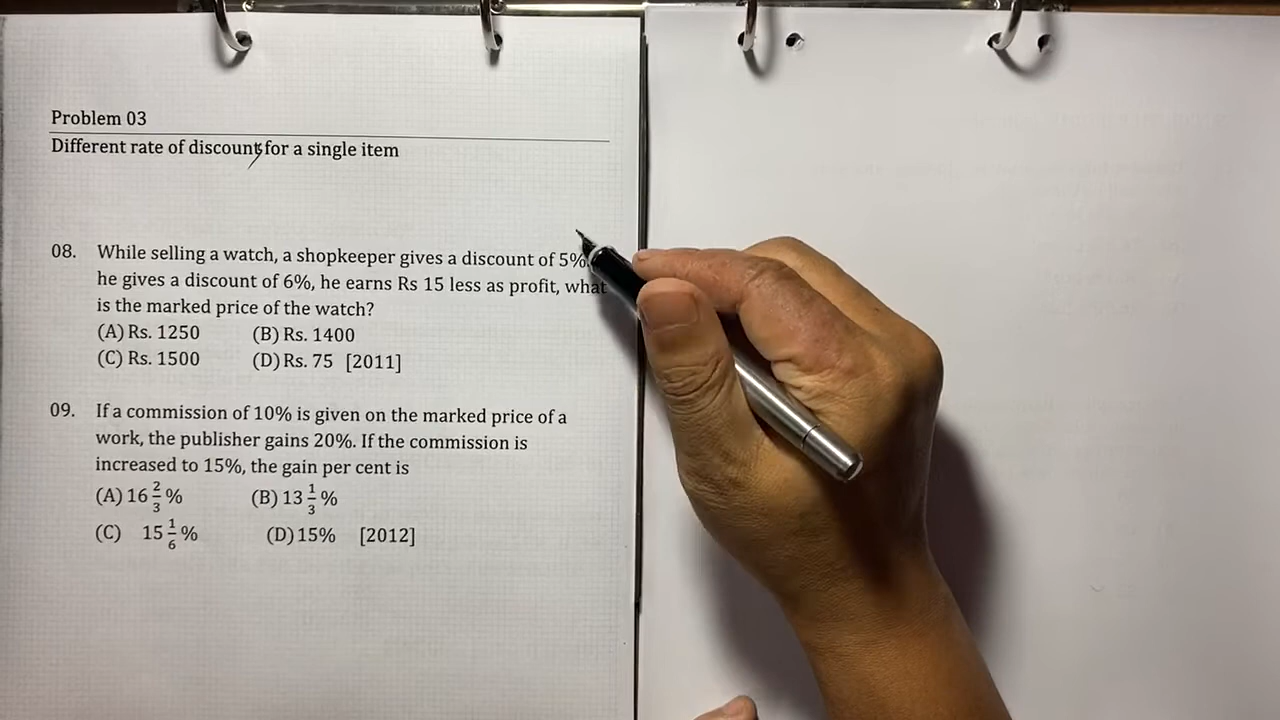 Problem 03
Different rate of discount for a single item
08. While selling a watch, a shopkeeper gives a discount of 5%
he gives a discount of 6%, he earns Rs 15 less as profit, what
is the marked price of the watch?
(A) Rs. 1250 (B) Rs. 1400
(C) Rs. 1500 (D) Rs. 75 [2011]
09. If a commission of 10% is given on the marked price of a
work, the publisher gains 20%. If the commission is
increased to 15%, the gain per cent is
(A) 16 2/3 % (B) 13 1/3 %
(C) 15 1/6 % (D) 15% [2012]